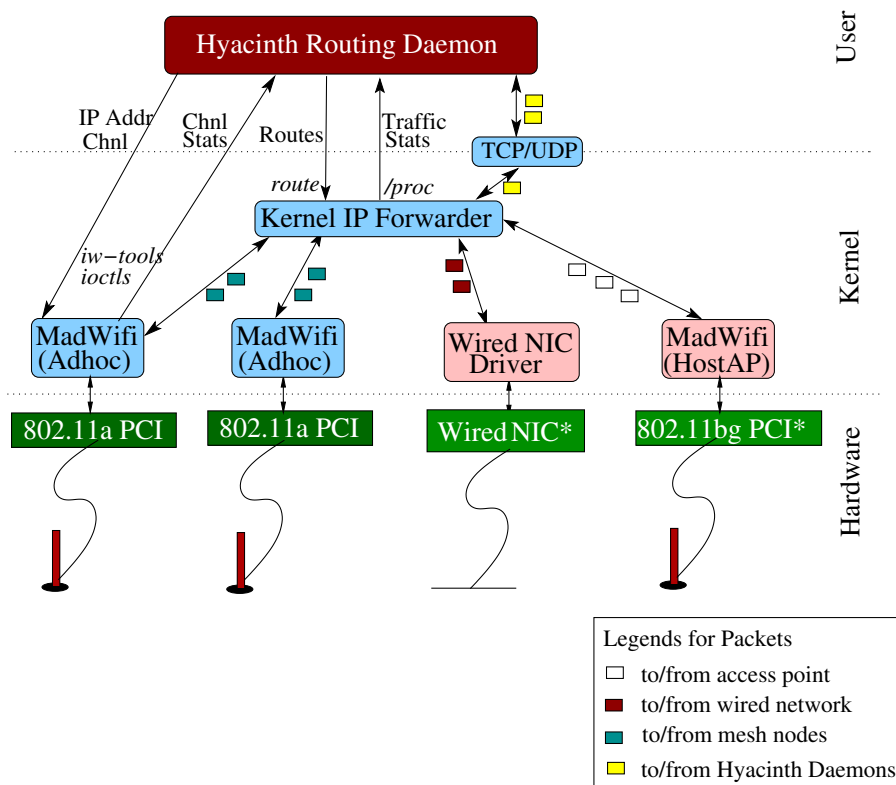 Hyacinth Routing Daemon
User
IP Addr
Chnl
Chnl
Stats
Routes
Traffic
Stats
TCP/UDP
route
/proc
Kernel IP Forwarder
Kernel
iw-tools
ioctls
MadWifi
(Adhoc)
MadWifi
(Adhoc)
Wired NIC
Driver
MadWifi
(HostAP)
802.11a PCI
802.11a PCI
Wired NIC*
802.11bg PCI*
Hardware
Legends for Packets
to/from access point
to/from wired network
to/from mesh nodes
to/from Hyacinth Daemons